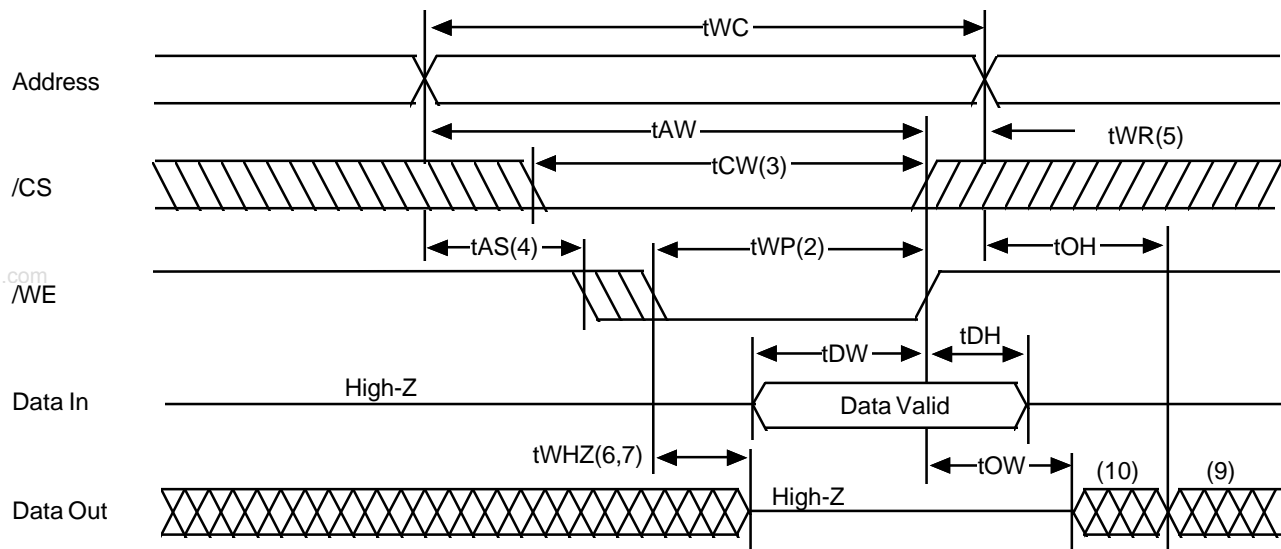 tWC
Address
tAW
tWR(5)
tCW(3)
/CS
tAS(4)
tWP(2)
tOH
.com
/WE
tDW
tDH
High-Z
Data In
Data Valid
tWHZ(6,7)
tOW
(10)
(9)
High-Z
Data Out